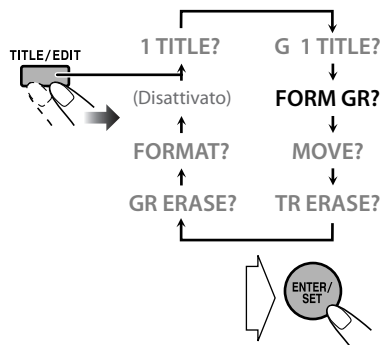 TITLE/EDIT
1 TITLE? G 1 TITLE?
(Disattivato) FORM GR?
FORMAT? MOVE?
GR ERASE? TR ERASE?
ENTER/
SET